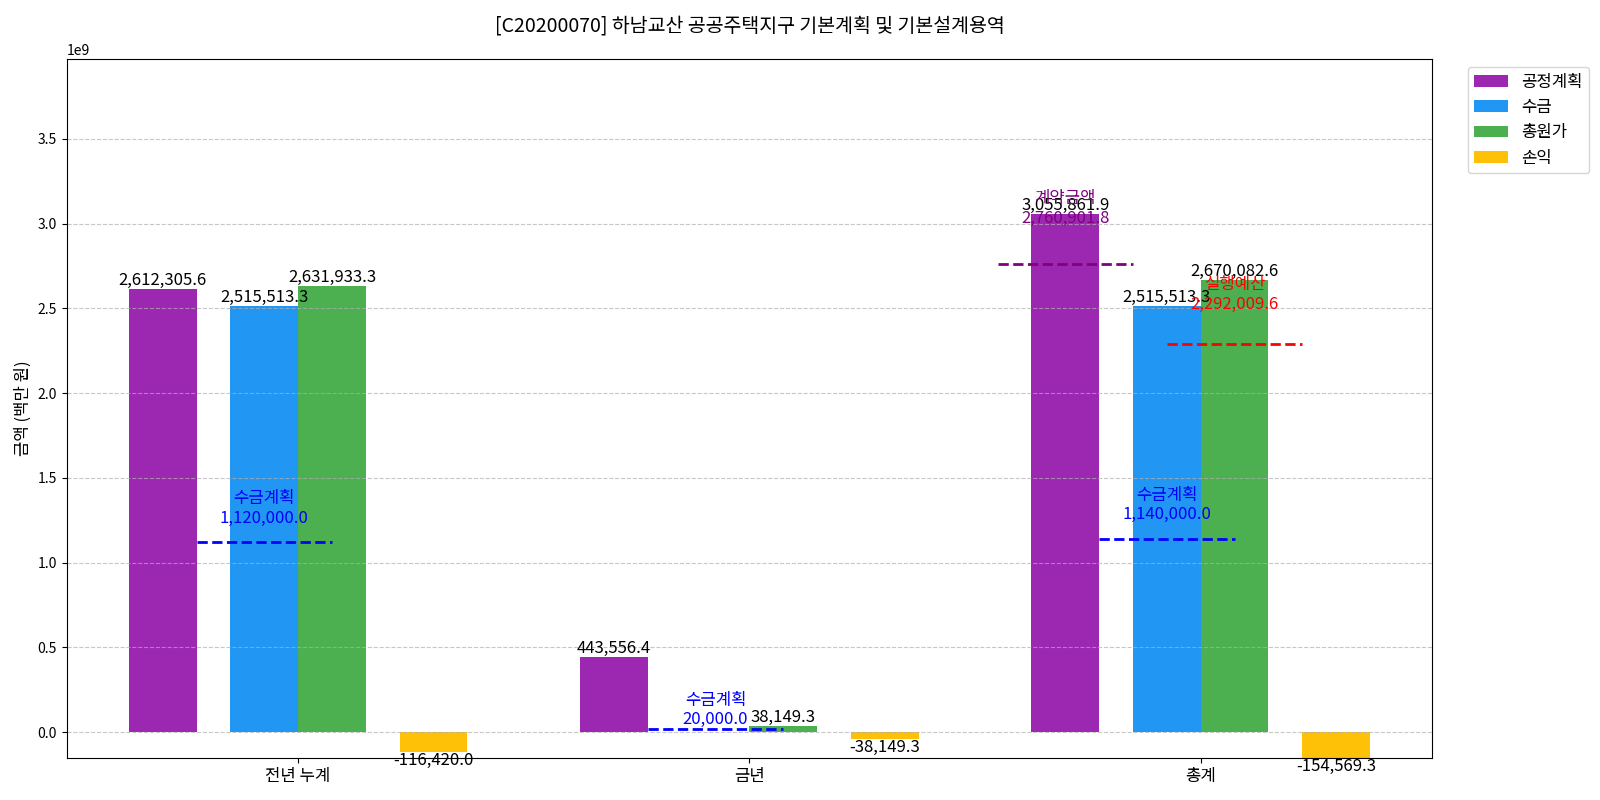 [C20200070] 하남교산 공공주택지구 기본계획 및 기본설계용역
1e9
금액 (백만 원)
3.5
3.0
2.5
2.0
1.5
1.0
0.5
0.0
2,612,305.6
2,515,513.3
2,631,933.3
수금계획
1,120,000.0
-116,420.0
443,556.4
수금계획
20,000.0
38,149.3
-38,149.3
계약금액
3,055,861.9
2,760,901.8
2,670,082.6
실행예산
2,515,513.3
2,292,009.6
수금계획
1,140,000.0
-154,569.3
전년 누계
금년
총계
공정계획
수금
총원가
손익